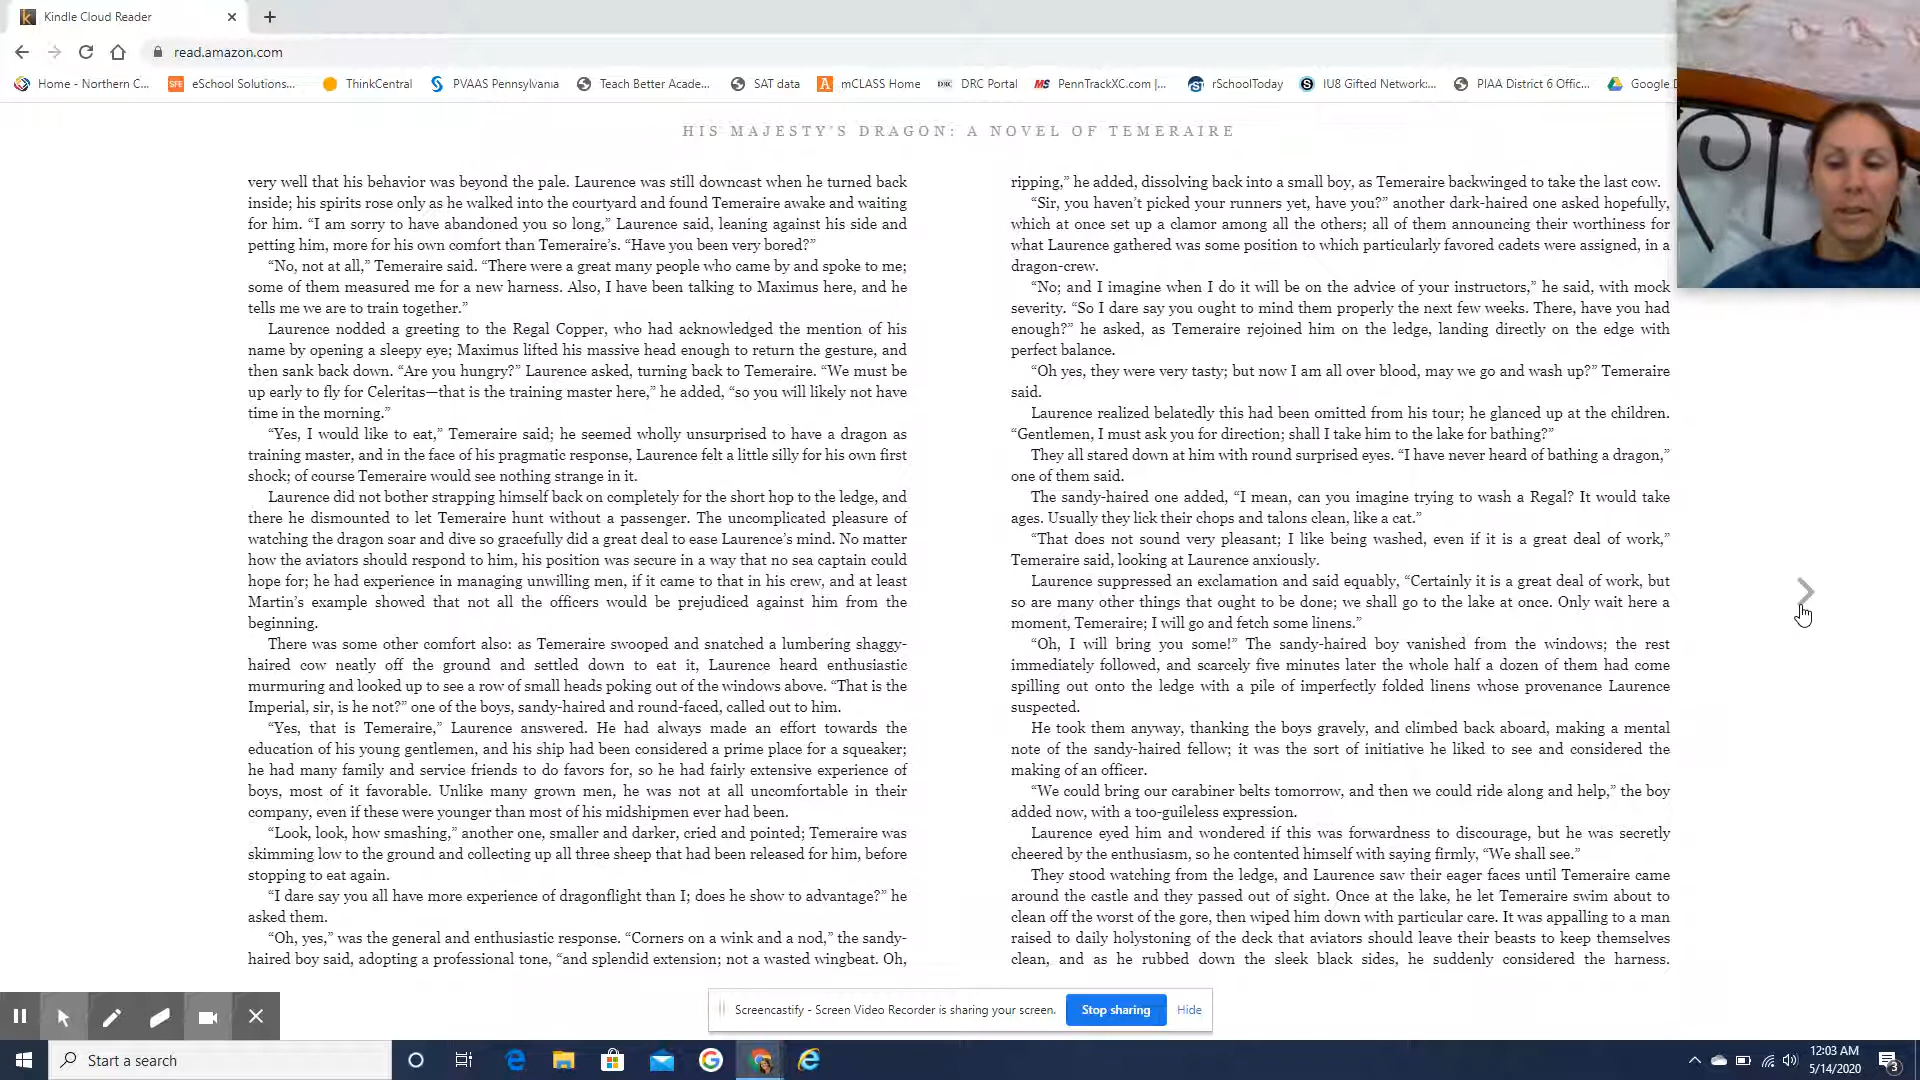 Kindle Cloud Reader
read.amazon.com
Home - Northern C...
eSchool Solutions...
ThinkCentral
PVAAS Pennsylvania
Teach Better Acade...
SAT data
mCLASS Home
DRC Portal
PennTrackXC.com |...
rSchoolToday
IU8 Gifted Network:...
PIAA District 6 Offic...
Google D
HIS MAJESTY'S DRAGON: A NOVEL OF TEMERAIRE
very well that his behavior was beyond the pale. Laurence was still downcast when he turned back
inside; his spirits rose only as he walked into the courtyard and found Temeraire awake and waiting
for him. “I am sorry to have abandoned you so long,” Laurence said, leaning against his side and
petting him, more for his own comfort than Temeraire’s. “Have you been very bored?”
“No, not at all,” Temeraire said. “There were a great many people who came by and spoke to me;
some of them measured me for a new harness. Also, I have been talking to Maximus here, and he
tells me we are to train together.”
Laurence nodded a greeting to the Regal Copper, who had acknowledged the mention of his
name by opening a sleepy eye; Maximus lifted his massive head enough to return the gesture, and
then sank back down. “Are you hungry?” Laurence asked, turning back to Temeraire. “We must be
up early to fly for Celeritas—that is the training master here,” he added, “so you will likely not have
time in the morning.”
“Yes, I would like to eat,” Temeraire said; he seemed wholly unsurprised to have a dragon as
training master, and in the face of his pragmatic response, Laurence felt a little silly for his own first
shock; of course Temeraire would see nothing strange in it.
Laurence did not bother strapping himself back on completely for the short hop to the ledge, and
there he dismounted to let Temeraire hunt without a passenger. The uncomplicated pleasure of
watching the dragon soar and dive so gracefully did a great deal to ease Laurence’s mind. No matter
how the aviators should respond to him, his position was secure in a way that no sea captain could
hope for; he had experience in managing unwilling men, if it came to that in his crew, and at least
Martin’s example showed that not all the officers would be prejudiced against him from the
beginning.
There was some other comfort also: as Temeraire swooped and snatched a lumbering shaggy-
haired cow neatly off the ground and settled down to eat it, Laurence heard enthusiastic
murmuring and looked up to see a row of small heads poking out of the windows above. “That is the
Imperial, sir, is he not?” one of the boys, sandy-haired and round-faced, called out to him.
“Yes, that is Temeraire,” Laurence answered. He had always made an effort towards the
education of his young gentlemen, and his ship had been considered a prime place for a squeaker;
he had many family and service friends to do favors for, so he had fairly extensive experience of
boys, most of it favorable. Unlike many grown men, he was not at all uncomfortable in their
company, even if these were younger than most of his midshipmen ever had been.
“Look, look, how smashing,” another one, smaller and darker, cried and pointed; Temeraire was
skimming low to the ground and collecting up all three sheep that had been released for him, before
stopping to eat again.
“I dare say you all have more experience of dragonflight than I; does he show to advantage?” he
asked them.
“Oh, yes,” was the general and enthusiastic response. “Corners on a wink and a nod,” the sandy-
haired boy said, adopting a professional tone, “and splendid extension; not a wasted wingbeat. Oh,
ripping,” he added, dissolving back into a small boy, as Temeraire backwinged to take the last cow.
“Sir, you haven’t picked your runners yet, have you?” another dark-haired one asked hopefully,
which at once set up a clamor among all the others; all of them announcing their worthiness for
what Laurence gathered was some position to which particularly favored cadets were assigned, in a
dragon-crew.
“No; and I imagine when I do it will be on the advice of your instructors,” he said, with mock
severity. “So I dare say you ought to mind them properly the next few weeks. There, have you had
enough?” he asked, as Temeraire rejoined him on the ledge, landing directly on the edge with
perfect balance.
“Oh yes, they were very tasty; but now I am all over blood, may we go and wash up?” Temeraire
said.
Laurence realized belatedly this had been omitted from his tour; he glanced up at the children.
“Gentlemen, I must ask you for direction; shall I take him to the lake for bathing?”
They all stared down at him with round surprised eyes. “I have never heard of bathing a dragon,”
one of them said.
The sandy-haired one added, “I mean, can you imagine trying to wash a Regal? It would take
ages. Usually they lick their chops and talons clean, like a cat.”
“That does not sound very pleasant; I like being washed, even if it is a great deal of work,”
Temeraire said, looking at Laurence anxiously.
Laurence suppressed an exclamation and said equably, “Certainly it is a great deal of work, but
so are many other things that ought to be done; we shall go to the lake at once. Only wait here a
moment, Temeraire; I will go and fetch some linens.”
“Oh, I will bring you some!” The sandy-haired boy vanished from the windows; the rest
immediately followed, and scarcely five minutes later the whole half a dozen of them had come
spilling out onto the ledge with a pile of imperfectly folded linens whose provenance Laurence
suspected.
He took them anyway, thanking the boys gravely, and climbed back aboard, making a mental
note of the sandy-haired fellow; it was the sort of initiative he liked to see and considered the
making of an officer.
“We could bring our carabiner belts tomorrow, and then we could ride along and help,” the boy
added now, with a too-guileless expression.
Laurence eyed him and wondered if this was forwardness to discourage, but he was secretly
cheered by the enthusiasm, so he contented himself with saying firmly, “We shall see.”
They stood watching from the ledge, and Laurence saw their eager faces until Temeraire came
around the castle and they passed out of sight. Once at the lake, he let Temeraire swim about to
clean off the worst of the gore, then wiped him down with particular care. It was appalling to a man
raised to daily holystoning of the deck that aviators should leave their beasts to keep themselves
clean, and as he rubbed down the sleek black sides, he suddenly considered the harness.
Screencastify - Screen Video Recorder is sharing your screen.
Stop sharing
Hide
Start a search
12:03 AM
5/14/2020
3